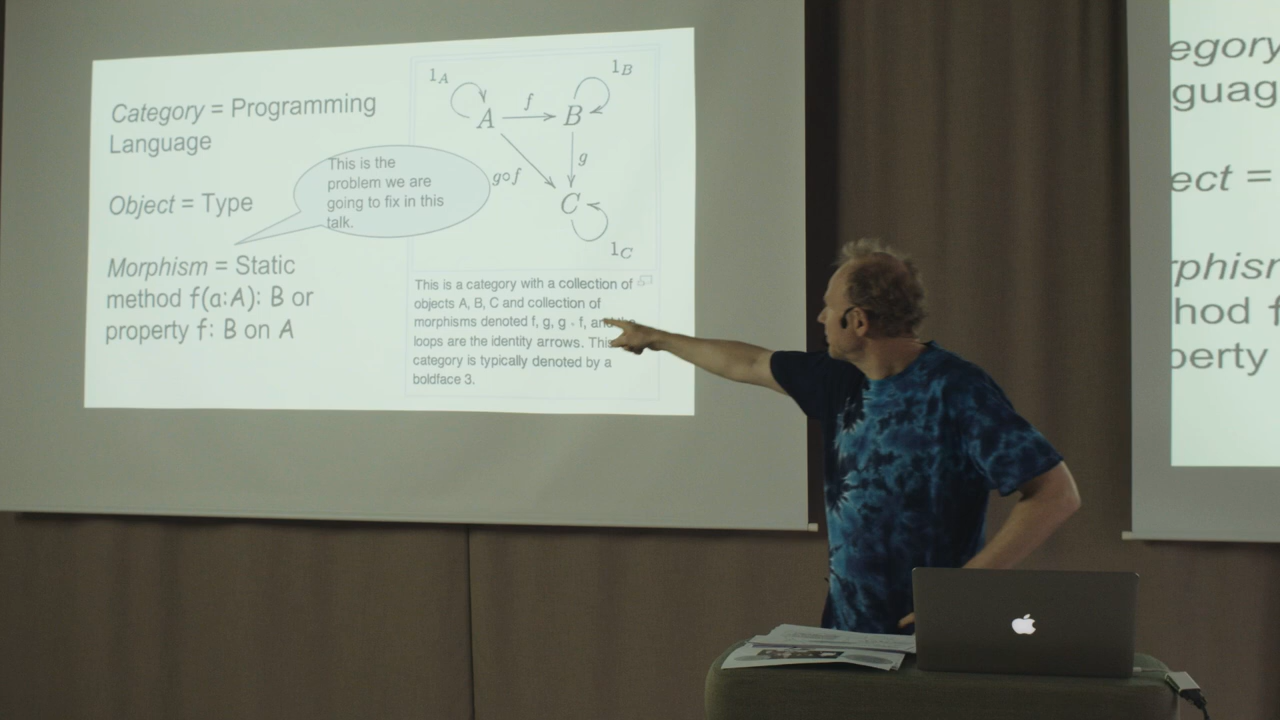 Category = Programming
Language
Object = Type
Morphism = Static
method f(a:A): B or
property f: B on A
This is the
problem we are
going to fix in this
talk.
1A
1B
A
f
B
g∘f
g
C
1C
This is a category with a collection of
objects A, B, C and collection of
morphisms denoted f, g, g ∘ f, and the
loops are the identity arrows. This
category is typically denoted by a
boldface 3.
egory
guag
ect =
rphisr
hod f
perty